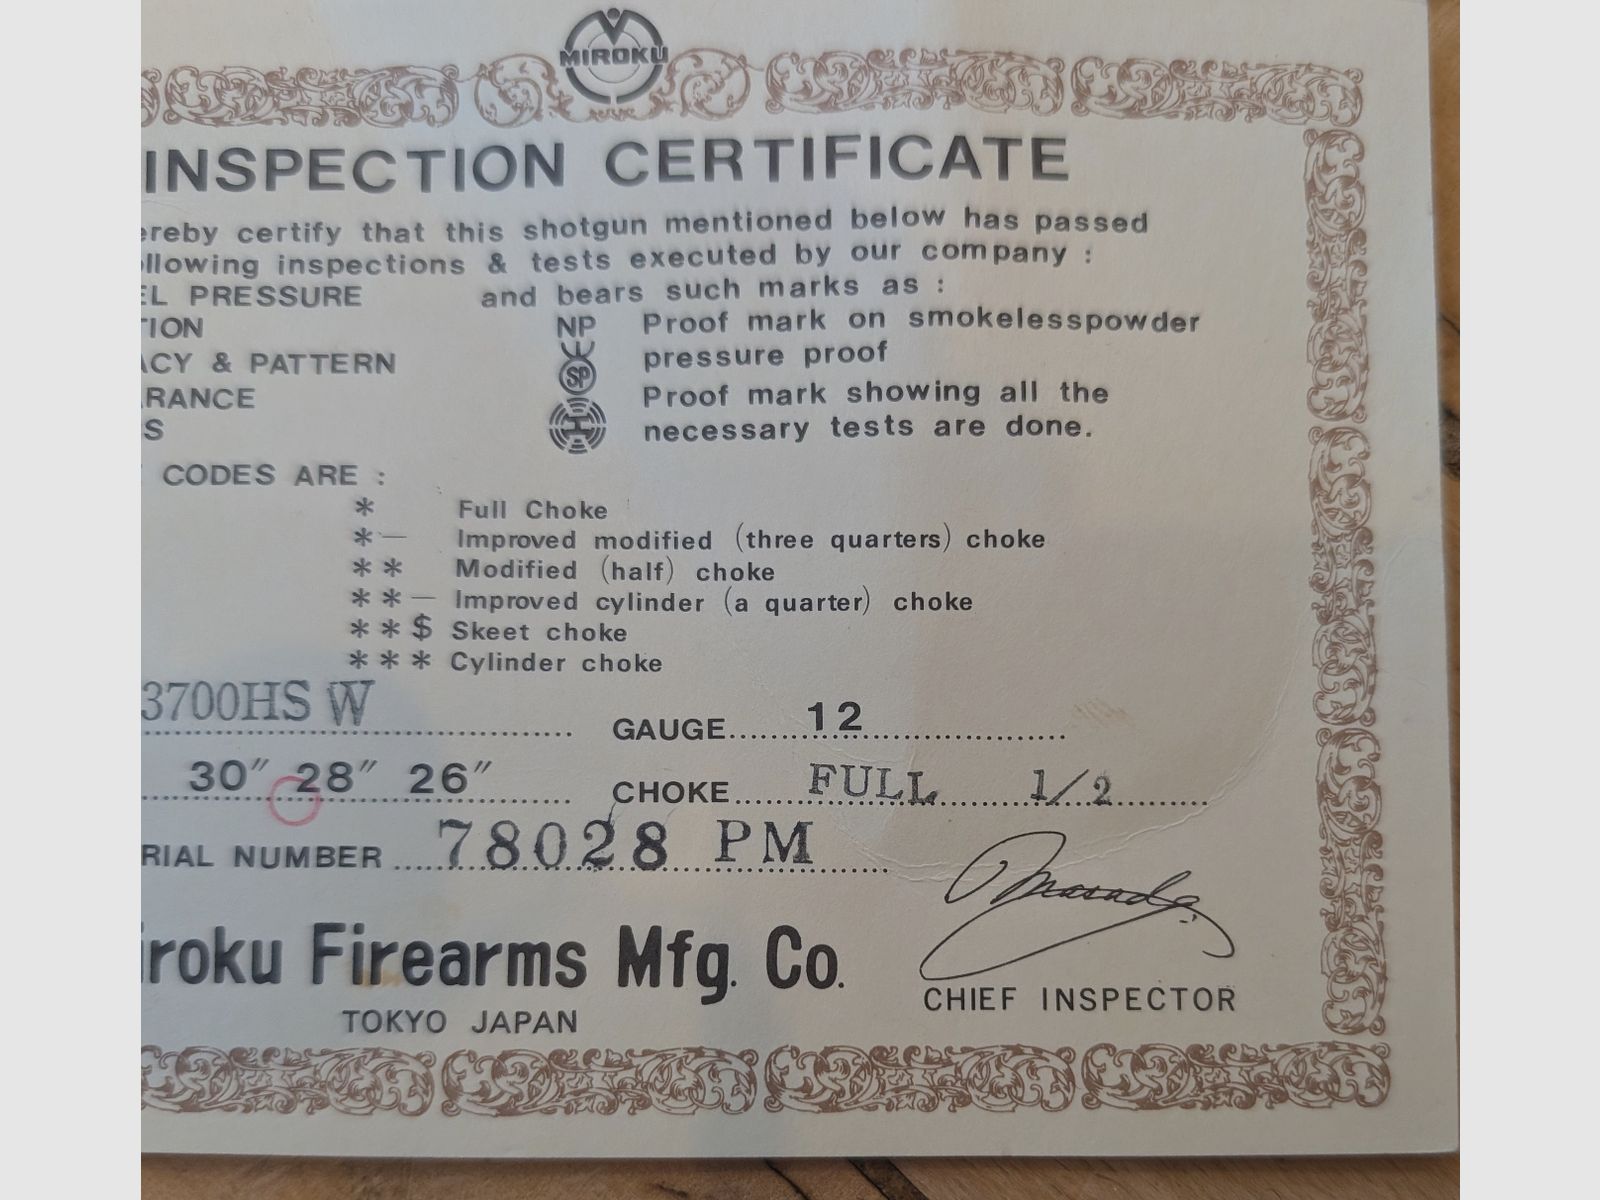 MIROKU
INSPECTION CERTIFICATE
ereby certify that this shotgun mentioned below has passed
llowing inspections & tests executed by our company :
EL PRESSURE and bears such marks as :
TION NP Proof mark on smokelesspowder
ACY & PATTERN SP pressure proof
RANCE Proof mark showing all the
S necessary tests are done.
CODES ARE :
* Full Choke
*— Improved modified (three quarters) choke
** Modified (half) choke
**— Improved cylinder (a quarter) choke
**$ Skeet choke
*** Cylinder choke
3700HS W GAUGE 12
30″ 28″ 26″ CHOKE FULL 1/2
RIAL NUMBER 78028 PM
iroku Firearms Mfg. Co.
TOKYO JAPAN CHIEF INSPECTOR